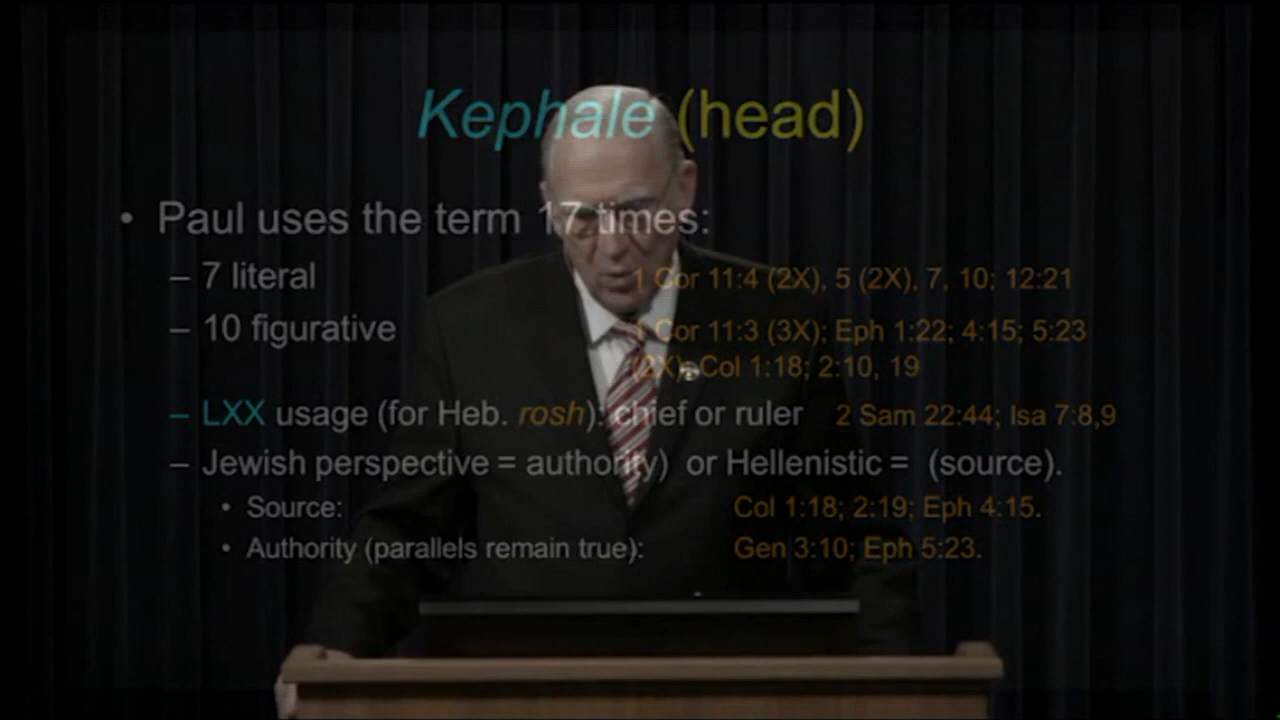 Kephale (head)
• Paul uses the term 17 times:
– 7 literal 1 Cor 11:4 (2X), 5 (2X), 7, 10; 12:21
– 10 figurative 1 Cor 11:3 (3X); Eph 1:22; 4:15; 5:23
(2X); Col 1:18; 2:10, 19
– LXX usage (for Heb. rosh): chief or ruler 2 Sam 22:44; Isa 7:8,9
– Jewish perspective = authority) or Hellenistic = (source).
• Source: Col 1:18; 2:19; Eph 4:15.
• Authority (parallels remain true): Gen 3:10; Eph 5:23.